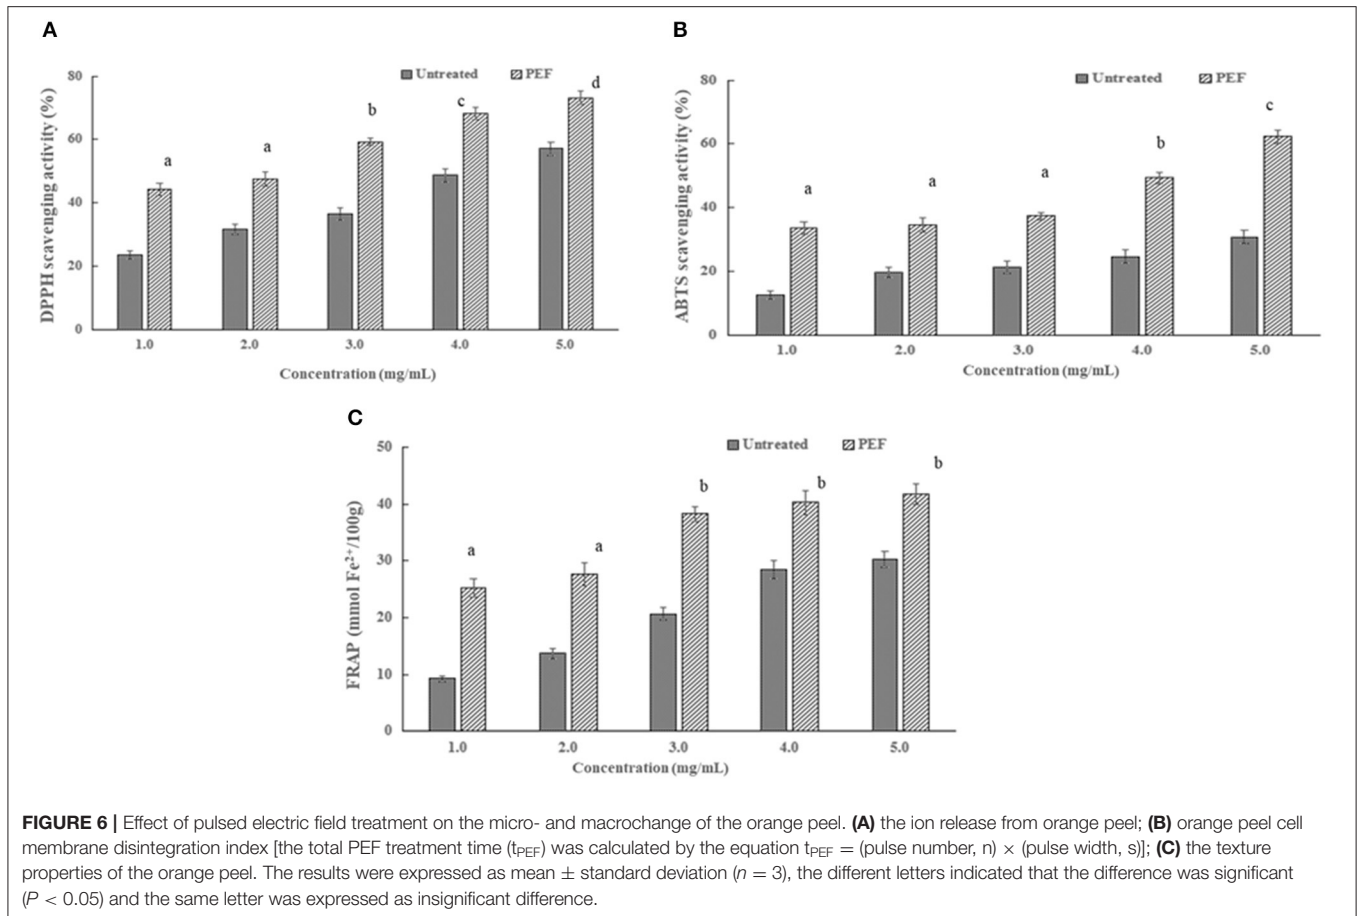 A
Untreated PEF
DPPH scavenging activity (%)
80
60
40
20
0
a
a
b
c
d
1.0 2.0 3.0 4.0 5.0
Concentration (mg/mL)
B
Untreated PEF
ABTS scavenging activity (%)
80
60
40
20
0
a
a
a
b
c
1.0 2.0 3.0 4.0 5.0
Concentration (mg/mL)
C
Untreated PEF
FRAP (mmol Fe²⁺/100g)
50
40
30
20
10
0
a
a
b
b
b
1.0 2.0 3.0 4.0 5.0
Concentration (mg/mL)
FIGURE 6 | Effect of pulsed electric field treatment on the micro- and macrochange of the orange peel. (A) the ion release from orange peel; (B) orange peel cell
membrane disintegration index [the total PEF treatment time (tPEF) was calculated by the equation tPEF = (pulse number, n) × (pulse width, s)]; (C) the texture
properties of the orange peel. The results were expressed as mean ± standard deviation (n = 3), the different letters indicated that the difference was significant
(P < 0.05) and the same letter was expressed as insignificant difference.